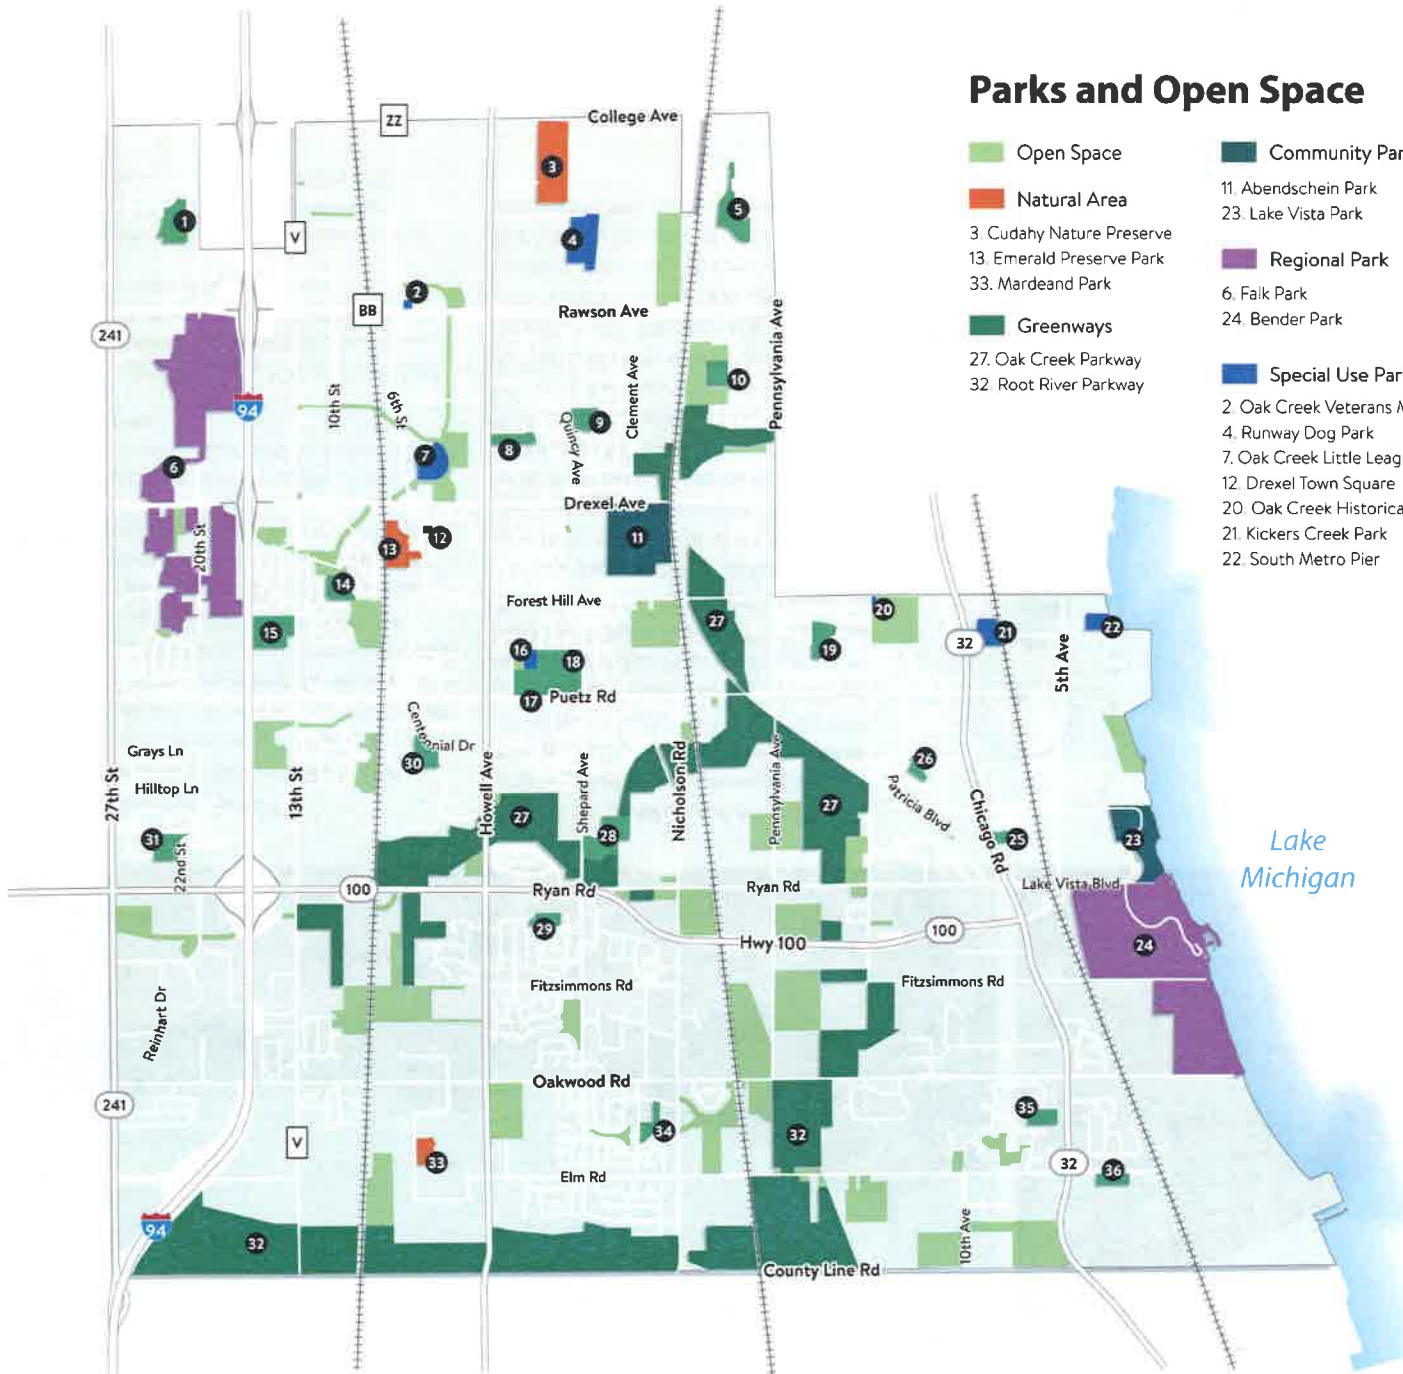 Parks and Open Space
Open Space
Natural Area
3. Cudahy Nature Preserve
13. Emerald Preserve Park
33. Mardeand Park
Greenways
27. Oak Creek Parkway
32. Root River Parkway
Community Par
11. Abendschein Park
23. Lake Vista Park
Regional Park
6. Falk Park
24. Bender Park
Special Use Par
2. Oak Creek Veterans M
4. Runway Dog Park
7. Oak Creek Little Leag
12. Drexel Town Square
20. Oak Creek Historica
21. Kickers Creek Park
22. South Metro Pier
ZZ
College Ave
3
1
5
V
4
2
BB
Rawson Ave
241
Pennsylvania Ave
Clement Ave
10
94
10th St
6th St
Quincy Ave
9
8
7
6
Drexel Ave
20th St
13
12
11
14
Forest Hill Ave
27
20
15
16
18
19
32
21
22
5th Ave
17
Puetz Rd
Centennial Dr
30
Grays Ln
Hilltop Ln
27th St
13th St
Howell Ave
Shepard Ave
Nicholson Rd
Pennsylvania Ave
26
Patricia Blvd
Chicago Rd
27
27
28
31
22nd St
25
23
Lake
Michigan
100
Ryan Rd
Ryan Rd
Lake Vista Blvd
29
Hwy 100
100
24
Reinhart Dr
Fitzsimmons Rd
Fitzsimmons Rd
Oakwood Rd
241
V
33
34
32
35
Elm Rd
32
36
94
32
10th Ave
County Line Rd